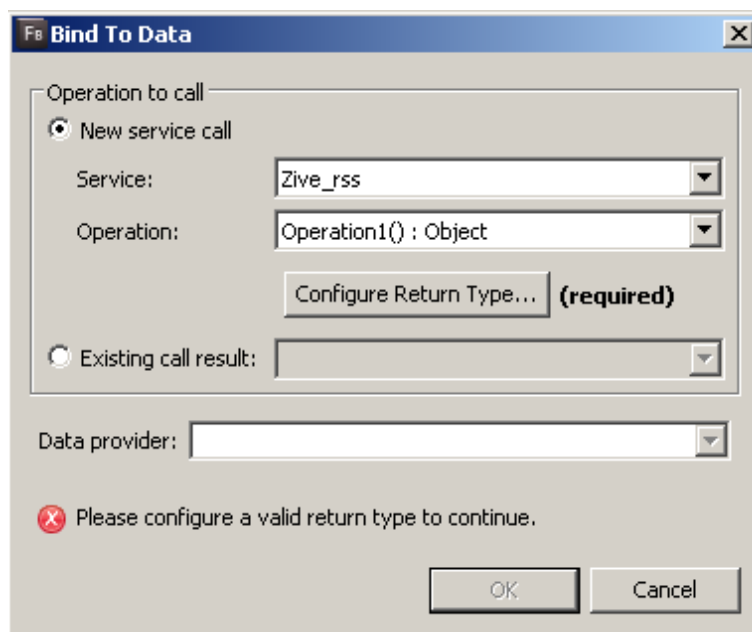 FB Bind To Data
Operation to call
New service call
Service: Zive_rss
Operation: Operation1() : Object
Configure Return Type... (required)
Existing call result:
Data provider:
Please configure a valid return type to continue.
OK Cancel